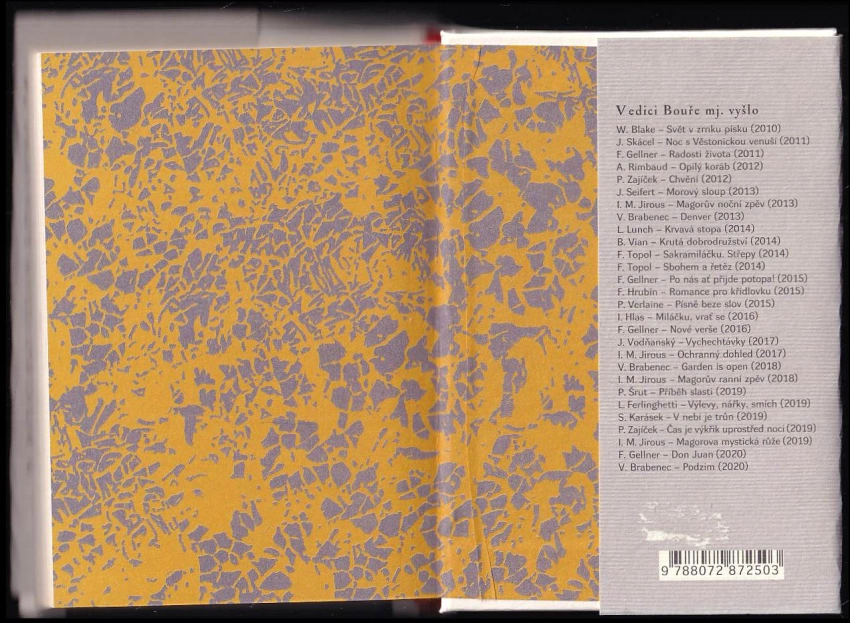 V edici Bouře mj. vyšlo
W. Blake – Svět v zrnku písku (2010)
J. Skácel – Noc s Věstonickou venuší (2011)
F. Gellner – Radosti života (2011)
A. Rimbaud – Opilý koráb (2012)
P. Zajíček – Chvění (2012)
J. Seifert – Morový sloup (2013)
I. M. Jirous – Magorův noční zpěv (2013)
V. Brabenec – Denver (2013)
L. Lunch – Krvavá stopa (2014)
B. Vian – Krutá dobrodružství (2014)
F. Topol – Sakramiláčku. Střepy (2014)
F. Topol – Sbohem a řetěz (2014)
F. Gellner – Po nás ať přijde potopa! (2015)
F. Hrubín – Romance pro křídlovku (2015)
P. Verlaine – Písně beze slov (2015)
I. Hlas – Miláčku, vrať se (2016)
F. Gellner – Nové verše (2016)
J. Vodňanský – Vychechtávky (2017)
I. M. Jirous – Ochranný dohled (2017)
V. Brabenec – Garden is open (2018)
I. M. Jirous – Magorův ranní zpěv (2018)
P. Šrut – Příběh slasti (2019)
L. Ferlinghetti – Výlevy, nářky, smích (2019)
S. Karásek – V nebi je trůn (2019)
P. Zajíček – Čas je výkřik uprostřed noci (2019)
I. M. Jirous – Magorova mystická růže (2019)
F. Gellner – Don Juan (2020)
V. Brabenec – Podzim (2020)
9 788072 872503